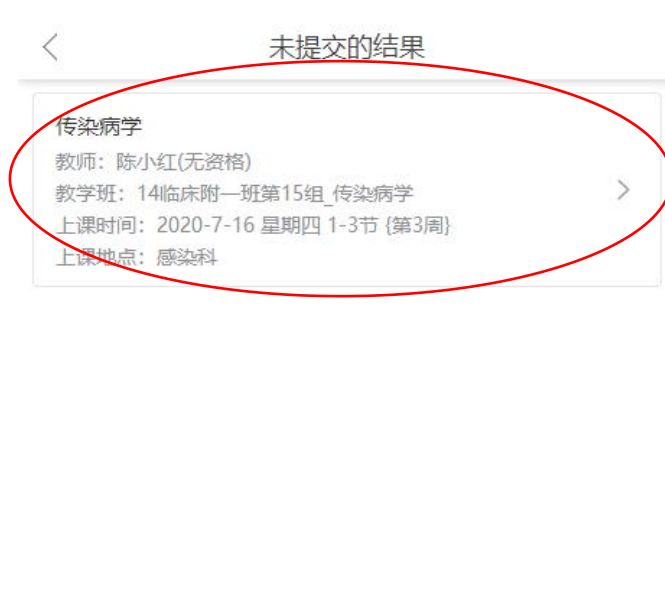 未提交的结果
传染病学
教师：陈小红(无资格)
教学班：14临床附一班第15组_传染病学
上课时间：2020-7-16 星期四 1-3节 {第3周}
上课地点：感染科